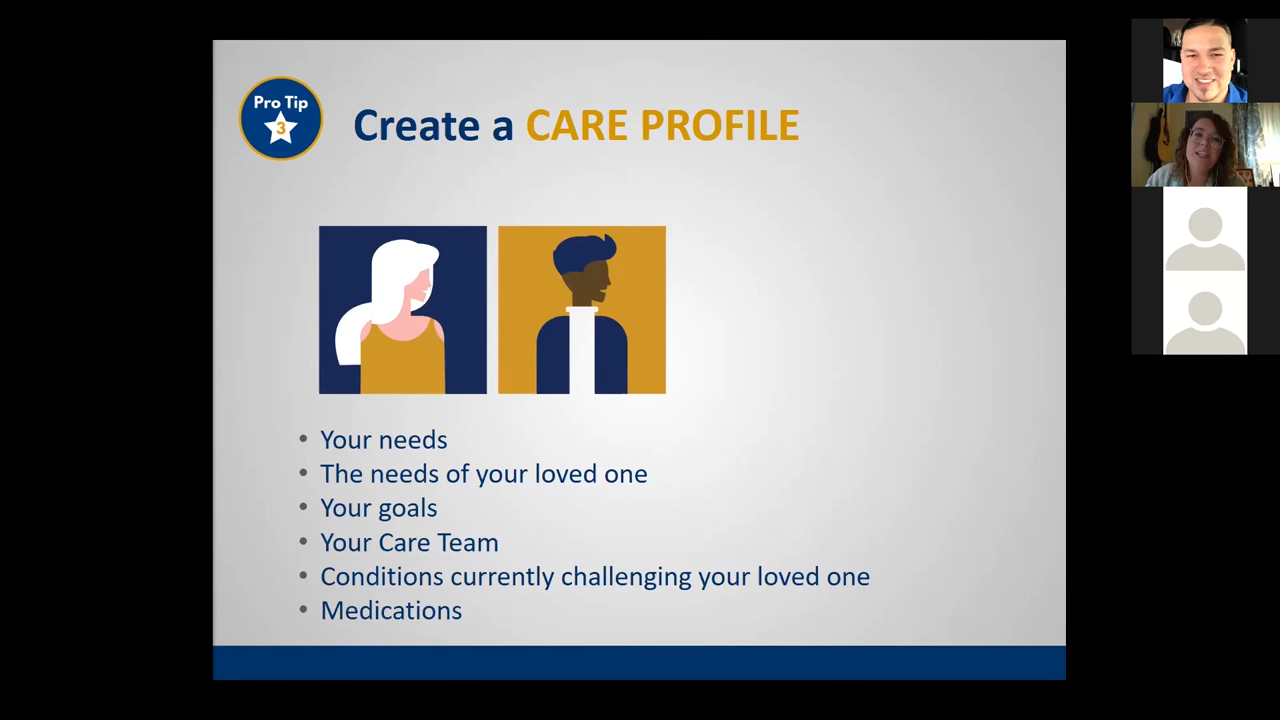 Pro Tip
3
Create a CARE PROFILE
• Your needs
• The needs of your loved one
• Your goals
• Your Care Team
• Conditions currently challenging your loved one
• Medications